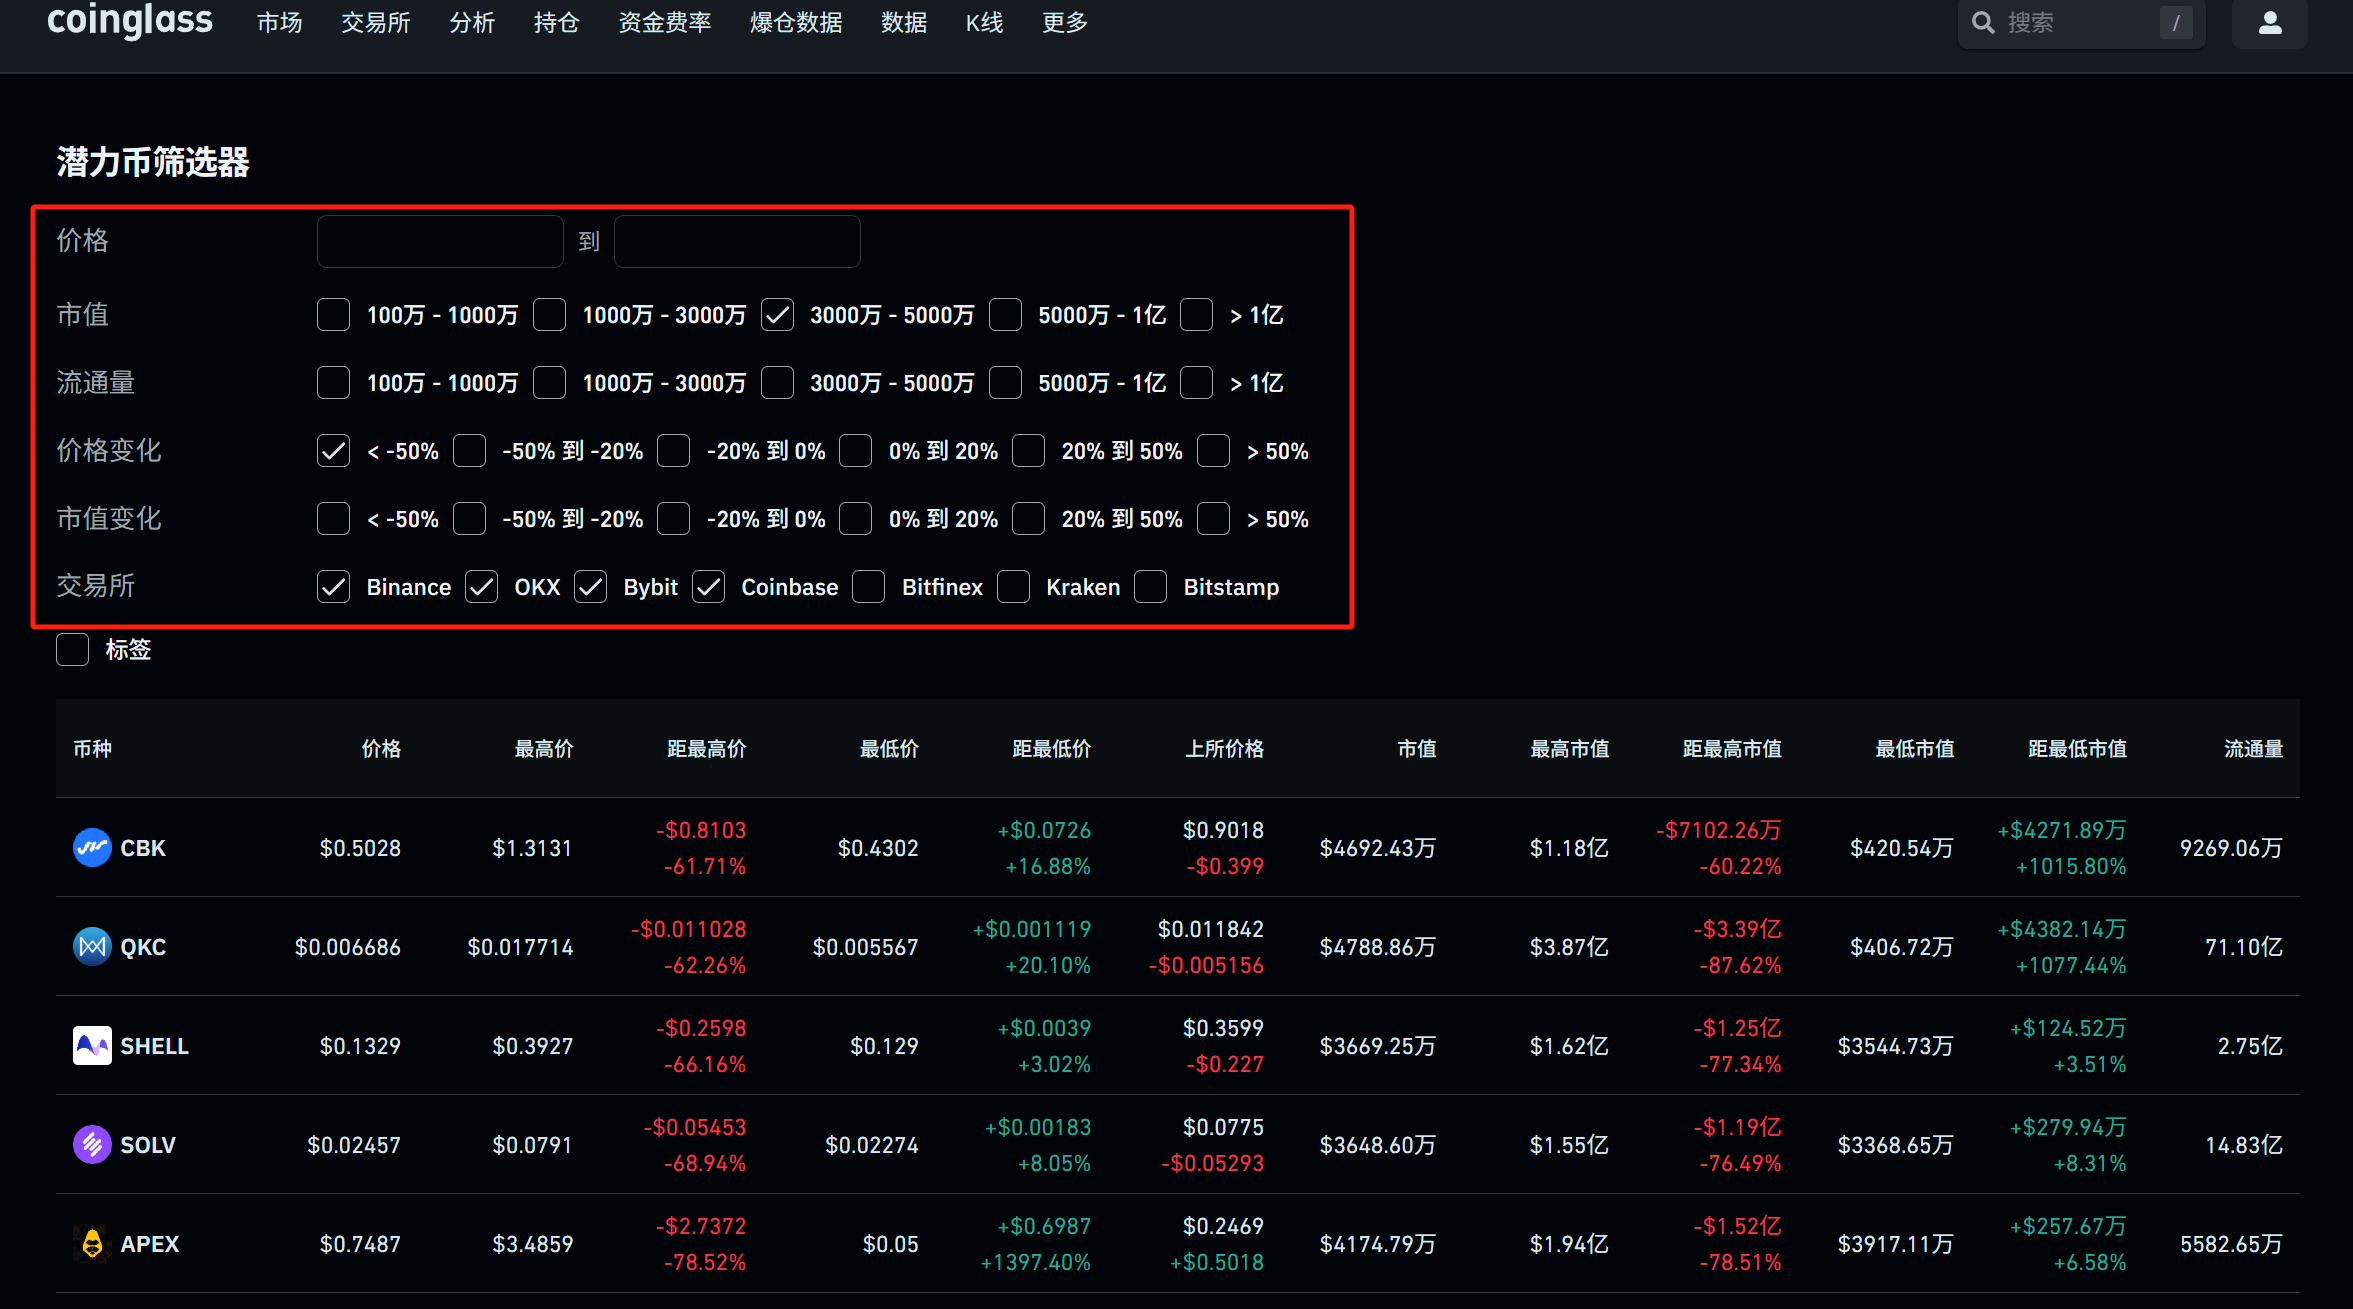 coinglass 市场 交易所 分析 持仓 资金费率 爆仓数据 数据 K线 更多 搜索 /
潜力币筛选器
价格 到
市值 100万 - 1000万 1000万 - 3000万 3000万 - 5000万 5000万 - 1亿 > 1亿
流通量 100万 - 1000万 1000万 - 3000万 3000万 - 5000万 5000万 - 1亿 > 1亿
价格变化 < -50% -50% 到 -20% -20% 到 0% 0% 到 20% 20% 到 50% > 50%
市值变化 < -50% -50% 到 -20% -20% 到 0% 0% 到 20% 20% 到 50% > 50%
交易所 Binance OKX Bybit Coinbase Bitfinex Kraken Bitstamp
标签
币种 价格 最高价 距最高价 最低价 距最低价 上所价格 市值 最高市值 距最高市值 最低市值 距最低市值 流通量
-$0.8103 +$0.0726 $0.9018 -$7102.26万 +$4271.89万
CBK $0.5028 $1.3131 $0.4302 $4692.43万 $1.18亿 $420.54万 9269.06万
-61.71% +16.88% -$0.399 -60.22% +1015.80%
-$0.011028 +$0.001119 $0.011842 -$3.39亿 +$4382.14万
QKC $0.006686 $0.017714 $0.005567 $4788.86万 $3.87亿 $406.72万 71.10亿
-62.26% +20.10% -$0.005156 -87.62% +1077.44%
-$0.2598 +$0.0039 $0.3599 -$1.25亿 +$124.52万
SHELL $0.1329 $0.3927 $0.129 $3669.25万 $1.62亿 $3544.73万 2.75亿
-66.16% +3.02% -$0.227 -77.34% +3.51%
-$0.05453 +$0.00183 $0.0775 -$1.19亿 +$279.94万
SOLV $0.02457 $0.0791 $0.02274 $3648.60万 $1.55亿 $3368.65万 14.83亿
-68.94% +8.05% -$0.05293 -76.49% +8.31%
-$2.7372 +$0.6987 $0.2469 -$1.52亿 +$257.67万
APEX $0.7487 $3.4859 $0.05 $4174.79万 $1.94亿 $3917.11万 5582.65万
-78.52% +1397.40% +$0.5018 -78.51% +6.58%